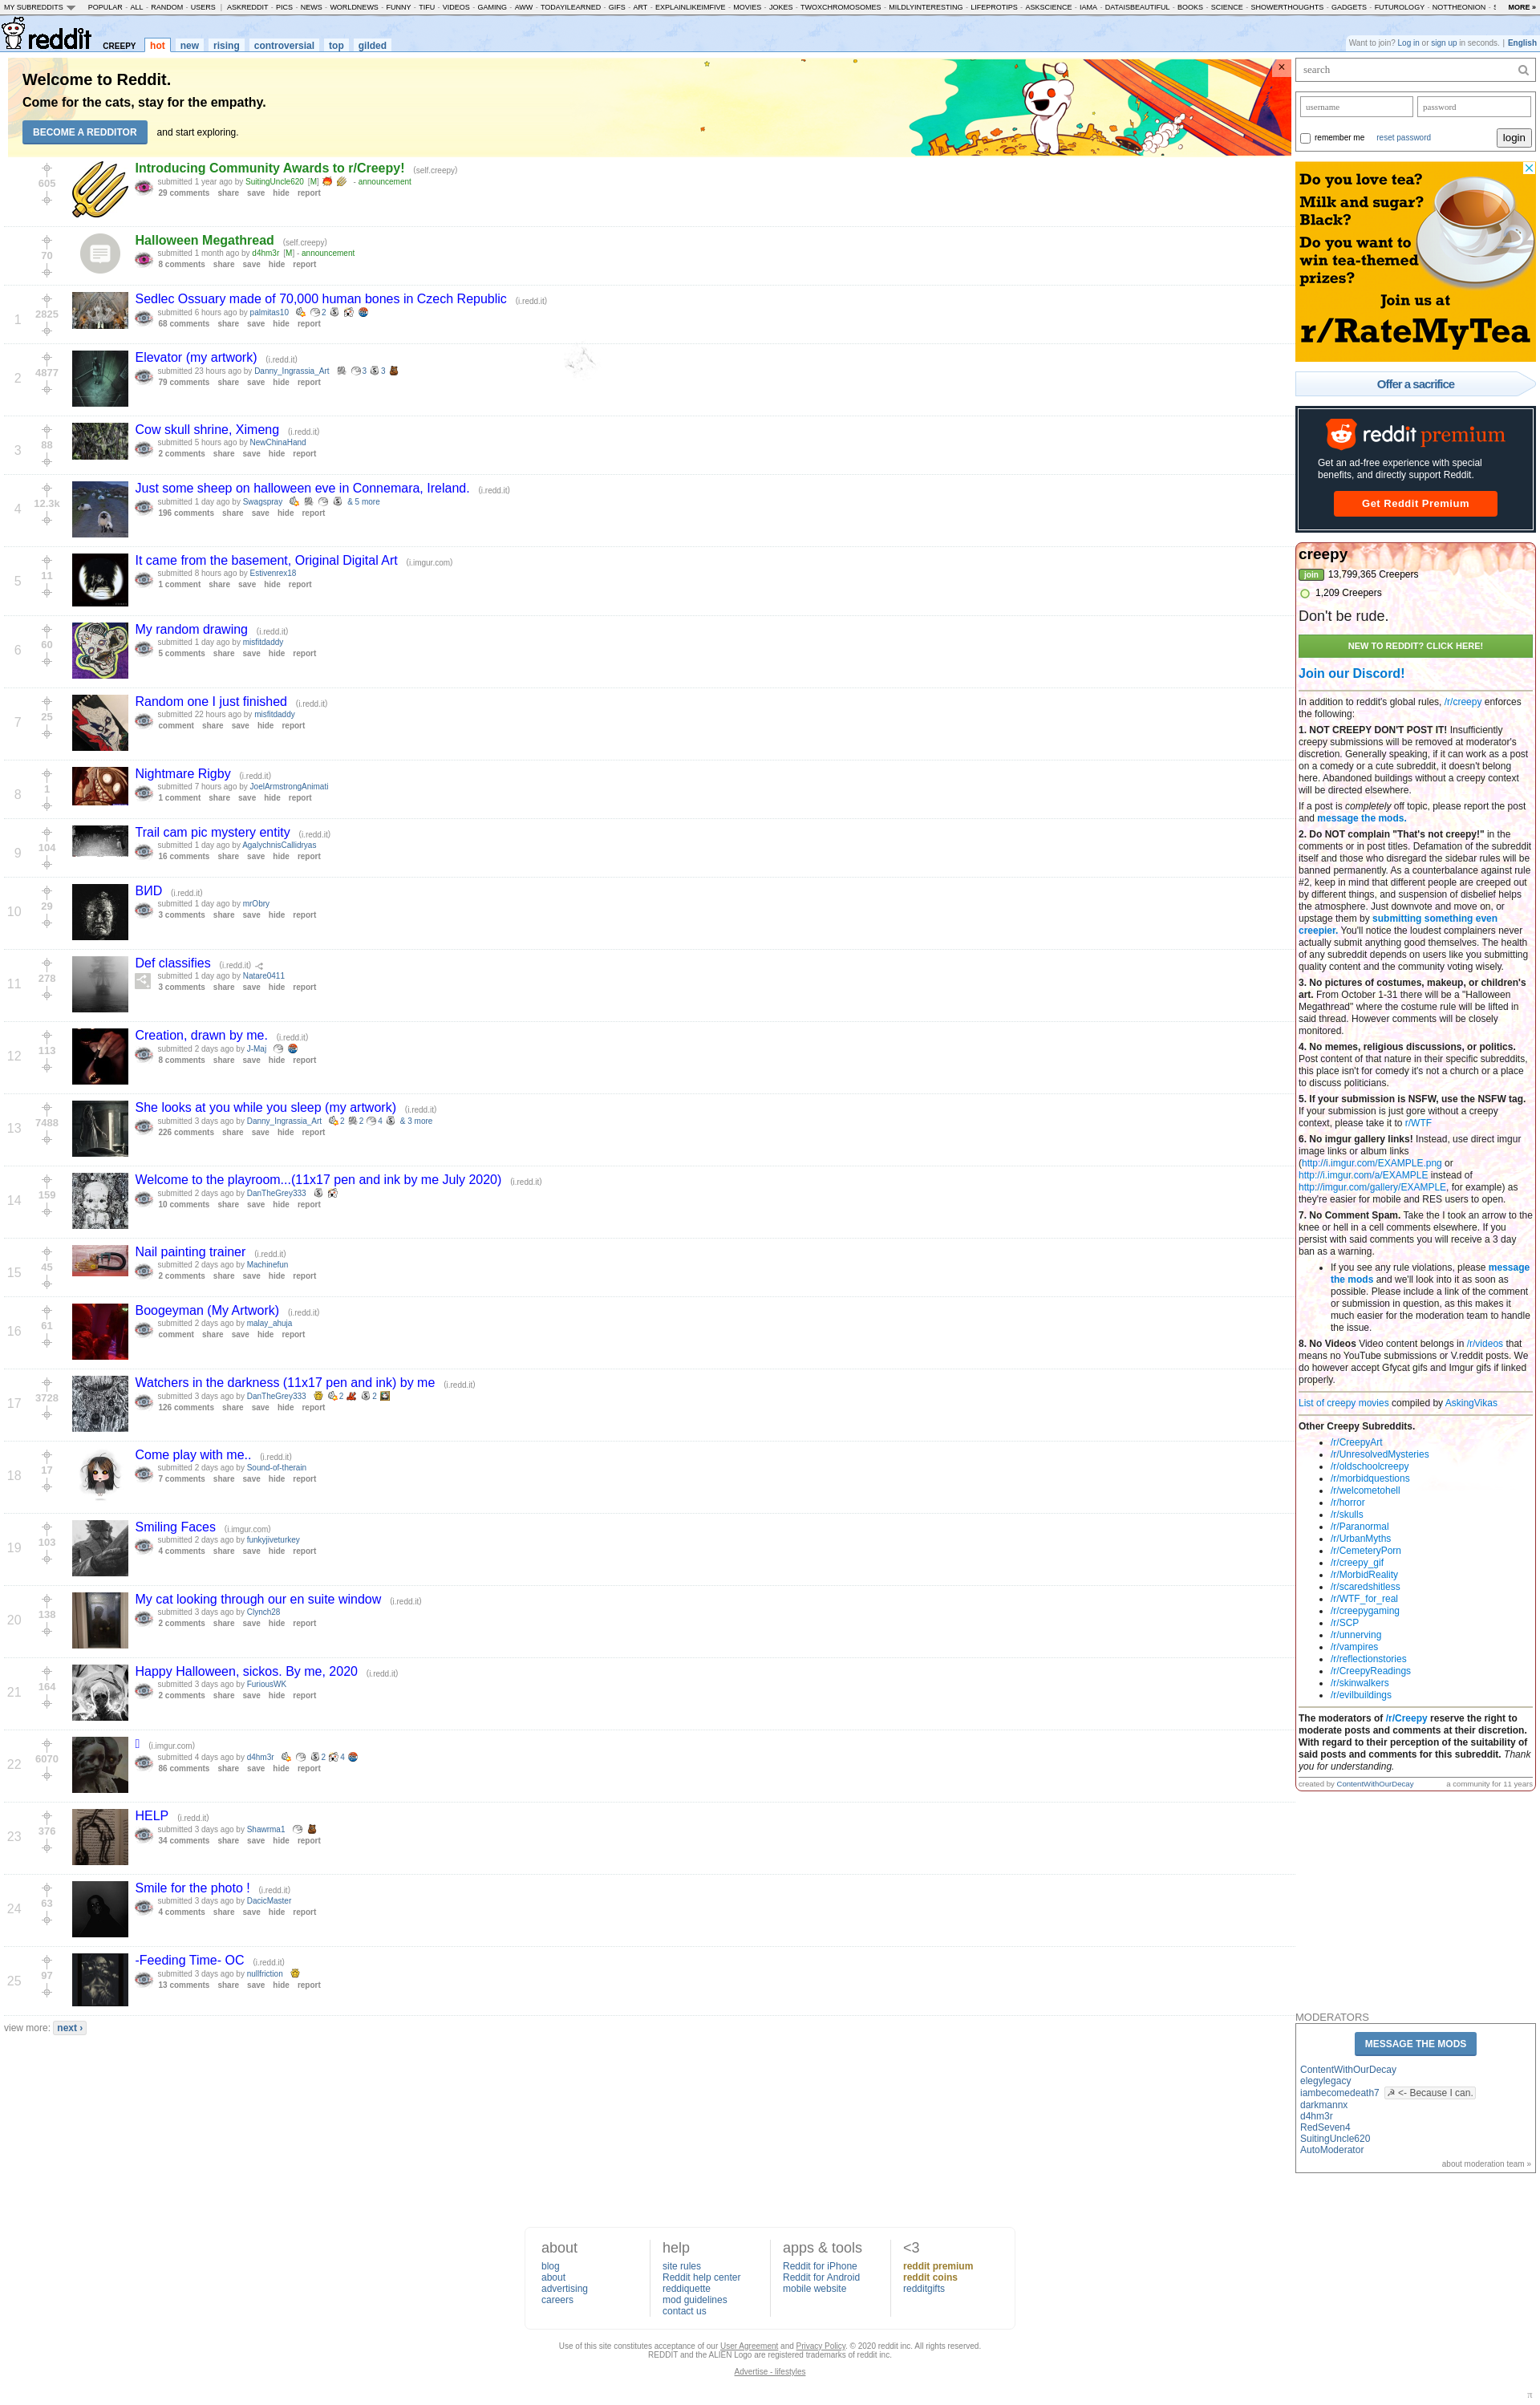 MY SUBREDDITS POPULAR - ALL - RANDOM - USERS | ASKREDDIT - PICS - NEWS - WORLDNEWS - FUNNY - TIFU - VIDEOS - GAMING - AWW - TODAYILEARNED - GIFS - ART - EXPLAINLIKEIMFIVE - MOVIES - JOKES - TWOXCHROMOSOMES - MILDLYINTERESTING - LIFEPROTIPS - ASKSCIENCE - IAMA - DATAISBEAUTIFUL - BOOKS - SCIENCE - SHOWERTHOUGHTS - GADGETS - FUTUROLOGY - NOTTHEONION - MORE »
reddit CREEPY hot new rising controversial top gilded
Want to join? Log in or sign up in seconds. | English
Welcome to Reddit.
Come for the cats, stay for the empathy.
BECOME A REDDITOR and start exploring.
×
605
Introducing Community Awards to r/Creepy! (self.creepy)
submitted 1 year ago by SuitingUncle620 [M] - announcement
29 comments share save hide report
70
Halloween Megathread (self.creepy)
submitted 1 month ago by d4hm3r [M] - announcement
8 comments share save hide report
1 2825
Sedlec Ossuary made of 70,000 human bones in Czech Republic (i.redd.it)
submitted 6 hours ago by palmitas10 2
68 comments share save hide report
2 4877
Elevator (my artwork) (i.redd.it)
submitted 23 hours ago by Danny_Ingrassia_Art 3 3
79 comments share save hide report
3 88
Cow skull shrine, Ximeng (i.redd.it)
submitted 5 hours ago by NewChinaHand
2 comments share save hide report
4 12.3k
Just some sheep on halloween eve in Connemara, Ireland. (i.redd.it)
submitted 1 day ago by Swagspray & 5 more
196 comments share save hide report
5 11
It came from the basement, Original Digital Art (i.imgur.com)
submitted 8 hours ago by Estivenrex18
1 comment share save hide report
6 60
My random drawing (i.redd.it)
submitted 1 day ago by misfitdaddy
5 comments share save hide report
7 25
Random one I just finished (i.redd.it)
submitted 22 hours ago by misfitdaddy
comment share save hide report
8 1
Nightmare Rigby (i.redd.it)
submitted 7 hours ago by JoelArmstrongAnimati
1 comment share save hide report
9 104
Trail cam pic mystery entity (i.redd.it)
submitted 1 day ago by AgalychnisCallidryas
16 comments share save hide report
10 29
ВИD (i.redd.it)
submitted 1 day ago by mrObry
3 comments share save hide report
11 278
Def classifies (i.redd.it)
submitted 1 day ago by Natare0411
3 comments share save hide report
12 113
Creation, drawn by me. (i.redd.it)
submitted 2 days ago by J-Maj
8 comments share save hide report
13 7488
She looks at you while you sleep (my artwork) (i.redd.it)
submitted 3 days ago by Danny_Ingrassia_Art 2 2 4 & 3 more
226 comments share save hide report
14 159
Welcome to the playroom...(11x17 pen and ink by me July 2020) (i.redd.it)
submitted 2 days ago by DanTheGrey333
10 comments share save hide report
15 45
Nail painting trainer (i.redd.it)
submitted 2 days ago by Machinefun
2 comments share save hide report
16 61
Boogeyman (My Artwork) (i.redd.it)
submitted 2 days ago by malay_ahuja
comment share save hide report
17 3728
Watchers in the darkness (11x17 pen and ink) by me (i.redd.it)
submitted 3 days ago by DanTheGrey333 2 2
126 comments share save hide report
18 17
Come play with me.. (i.redd.it)
submitted 2 days ago by Sound-of-therain
7 comments share save hide report
19 103
Smiling Faces (i.imgur.com)
submitted 2 days ago by funkyjiveturkey
4 comments share save hide report
20 138
My cat looking through our en suite window (i.redd.it)
submitted 3 days ago by Clynch28
2 comments share save hide report
21 164
Happy Halloween, sickos. By me, 2020 (i.redd.it)
submitted 3 days ago by FuriousWK
2 comments share save hide report
22 6070
(i.imgur.com)
submitted 4 days ago by d4hm3r 2 4
86 comments share save hide report
23 376
HELP (i.redd.it)
submitted 3 days ago by Shawrma1
34 comments share save hide report
24 63
Smile for the photo ! (i.redd.it)
submitted 3 days ago by DacicMaster
4 comments share save hide report
25 97
-Feeding Time- OC (i.redd.it)
submitted 3 days ago by nullfriction
13 comments share save hide report
view more: next ›
search
username password
remember me reset password login
Do you love tea?
Milk and sugar?
Black?
Do you want to
win tea-themed
prizes?
Join us at
r/RateMyTea
Offer a sacrifice
reddit premium
Get an ad-free experience with special
benefits, and directly support Reddit.
Get Reddit Premium
creepy
join 13,799,365 Creepers
1,209 Creepers
Don't be rude.
NEW TO REDDIT? CLICK HERE!
Join our Discord!
In addition to reddit's global rules, /r/creepy enforces
the following:
1. NOT CREEPY DON'T POST IT! Insufficiently
creepy submissions will be removed at moderator's
discretion. Generally speaking, if it can work as a post
on a comedy or a cute subreddit, it doesn't belong
here. Abandoned buildings without a creepy context
will be directed elsewhere.
If a post is completely off topic, please report the post
and message the mods.
2. Do NOT complain "That's not creepy!" in the
comments or in post titles. Defamation of the subreddit
itself and those who disregard the sidebar rules will be
banned permanently. As a counterbalance against rule
#2, keep in mind that different people are creeped out
by different things, and suspension of disbelief helps
the atmosphere. Just downvote and move on, or
upstage them by submitting something even
creepier. You'll notice the loudest complainers never
actually submit anything good themselves. The health
of any subreddit depends on users like you submitting
quality content and the community voting wisely.
3. No pictures of costumes, makeup, or children's
art. From October 1-31 there will be a "Halloween
Megathread" where the costume rule will be lifted in
said thread. However comments will be closely
monitored.
4. No memes, religious discussions, or politics.
Post content of that nature in their specific subreddits,
this place isn't for comedy it's not a church or a place
to discuss politicians.
5. If your submission is NSFW, use the NSFW tag.
If your submission is just gore without a creepy
context, please take it to r/WTF
6. No imgur gallery links! Instead, use direct imgur
image links or album links
(http://i.imgur.com/EXAMPLE.png or
http://i.imgur.com/a/EXAMPLE instead of
http://imgur.com/gallery/EXAMPLE, for example) as
they're easier for mobile and RES users to open.
7. No Comment Spam. Take the I took an arrow to the
knee or hell in a cell comments elsewhere. If you
persist with said comments you will receive a 3 day
ban as a warning.
• If you see any rule violations, please message
the mods and we'll look into it as soon as
possible. Please include a link of the comment
or submission in question, as this makes it
much easier for the moderation team to handle
the issue.
8. No Videos Video content belongs in /r/videos that
means no YouTube submissions or V.reddit posts. We
do however accept Gfycat gifs and Imgur gifs if linked
properly.
List of creepy movies compiled by AskingVikas
Other Creepy Subreddits.
• /r/CreepyArt
• /r/UnresolvedMysteries
• /r/oldschoolcreepy
• /r/morbidquestions
• /r/welcometohell
• /r/horror
• /r/skulls
• /r/Paranormal
• /r/UrbanMyths
• /r/CemeteryPorn
• /r/creepy_gif
• /r/MorbidReality
• /r/scaredshitless
• /r/WTF_for_real
• /r/creepygaming
• /r/SCP
• /r/unnerving
• /r/vampires
• /r/reflectionstories
• /r/CreepyReadings
• /r/skinwalkers
• /r/evilbuildings
The moderators of /r/Creepy reserve the right to
moderate posts and comments at their discretion.
With regard to their perception of the suitability of
said posts and comments for this subreddit. Thank
you for understanding.
created by ContentWithOurDecay a community for 11 years
MODERATORS
MESSAGE THE MODS
ContentWithOurDecay
elegylegacy
iambecomedeath7 ☭ <- Because I can.
darkmannx
d4hm3r
RedSeven4
SuitingUncle620
AutoModerator
about moderation team »
about
blog
about
advertising
careers
help
site rules
Reddit help center
reddiquette
mod guidelines
contact us
apps & tools
Reddit for iPhone
Reddit for Android
mobile website
<3
reddit premium
reddit coins
redditgifts
Use of this site constitutes acceptance of our User Agreement and Privacy Policy. © 2020 reddit inc. All rights reserved.
REDDIT and the ALIEN Logo are registered trademarks of reddit inc.
Advertise - lifestyles
π